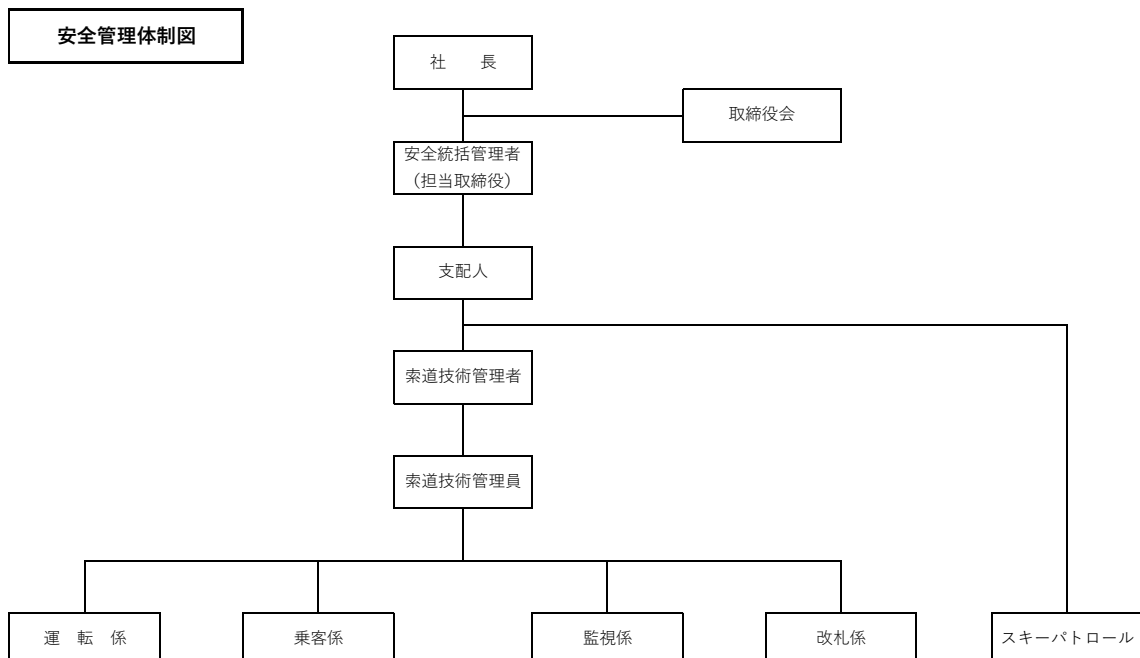 安全管理体制図
社　長
取締役会
安全統括管理者
（担当取締役）
支配人
索道技術管理者
索道技術管理員
運　転　係
乗客係
監視係
改札係
スキーパトロール